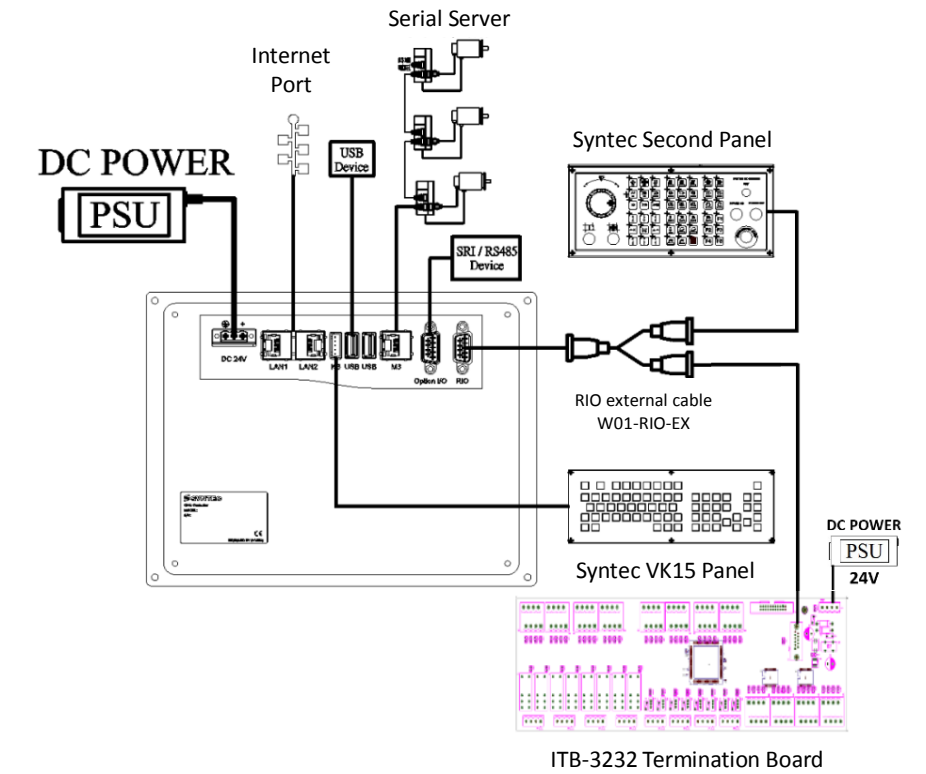 Serial Server
Internet
Port
DC POWER
PSU
USB
Device
Syntec Second Panel
SRI / RS485
Device
DC 24V
LAN1
LAN2
USB
USB
M3
Option I/O
RIO
RIO external cable
W01-RIO-EX
Syntec VK15 Panel
DC POWER
PSU
24V
ITB-3232 Termination Board